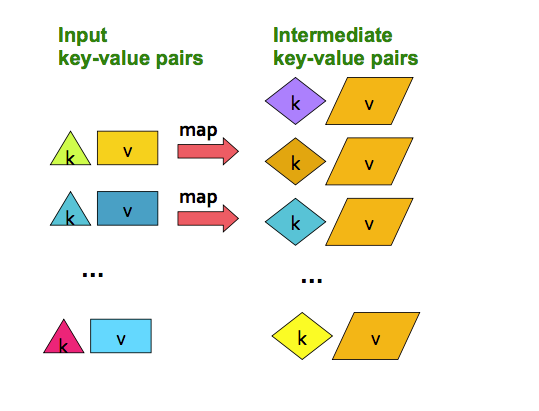 Input
key-value pairs
Intermediate
key-value pairs
k v
k v map k v
k v map k v
... ...
k v k v